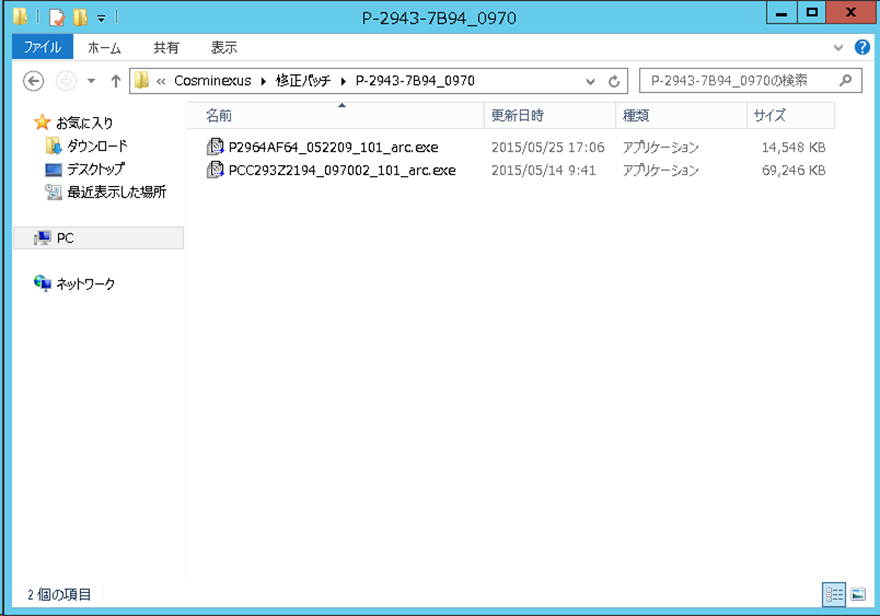 P-2943-7B94_0970
ファイル ホーム 共有 表示
« Cosminexus 修正パッチ P-2943-7B94_0970 P-2943-7B94_0970の検索
名前 更新日時 種類 サイズ
お気に入り
ダウンロード
デスクトップ
最近表示した場所
PC
ネットワーク
P2964AF64_052209_101_arc.exe 2015/05/25 17:06 アプリケーション 14,548 KB
PCC293Z2194_097002_101_arc.exe 2015/05/14 9:41 アプリケーション 69,246 KB
2 個の項目